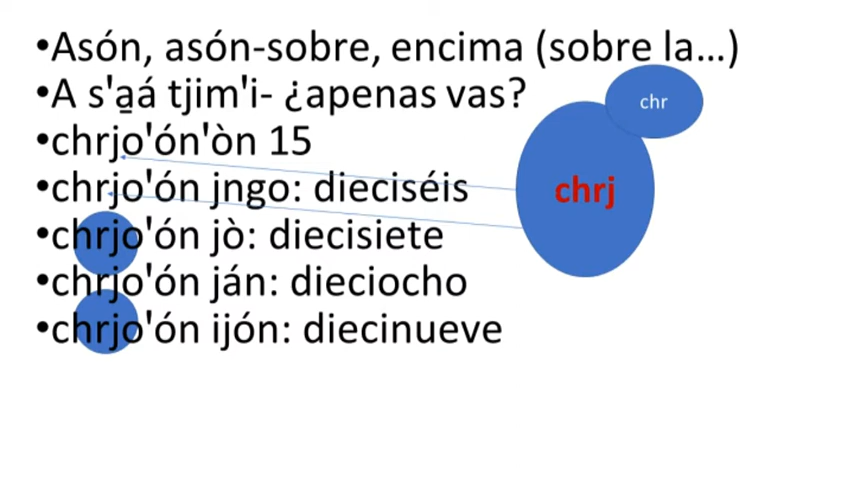 •Asón, asón-sobre, encima (sobre la...)
•A s'a̱á tjim'i- ¿apenas vas?
chr
•chrjo'ón'òn 15
•chrjo'ón jngo: dieciséis
chrj
•chrjo'ón jò: diecisiete
•chrjo'ón ján: dieciocho
•chrjo'ón ijón: diecinueve